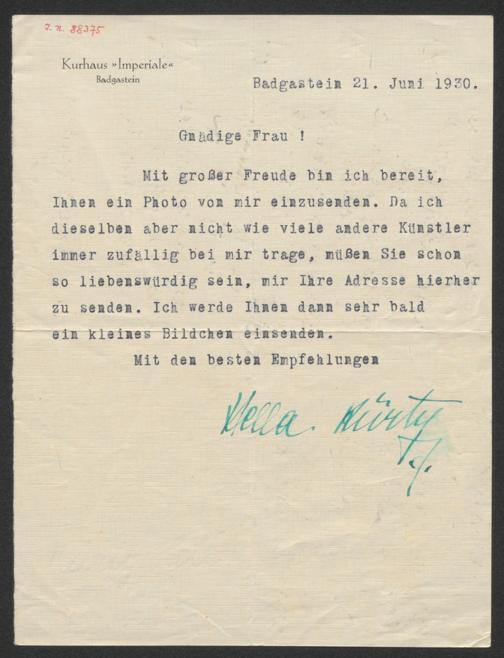 I.N. 88375
Kurhaus »Imperiale«
Badgastein
Badgastein 21. Juni 1930.
Gnädige Frau !
Mit großer Freude bin ich bereit,
Ihnen ein Photo von mir einzusenden. Da ich
dieselben aber nicht wie viele andere Künstler
immer zufällig bei mir trage, müßen Sie schon
so liebenswürdig sein, mir Ihre Adresse hierher
zu senden. Ich werde Ihnen dann sehr bald
ein kleines Bildchen einsenden.
Mit den besten Empfehlungen
Hella Kürty